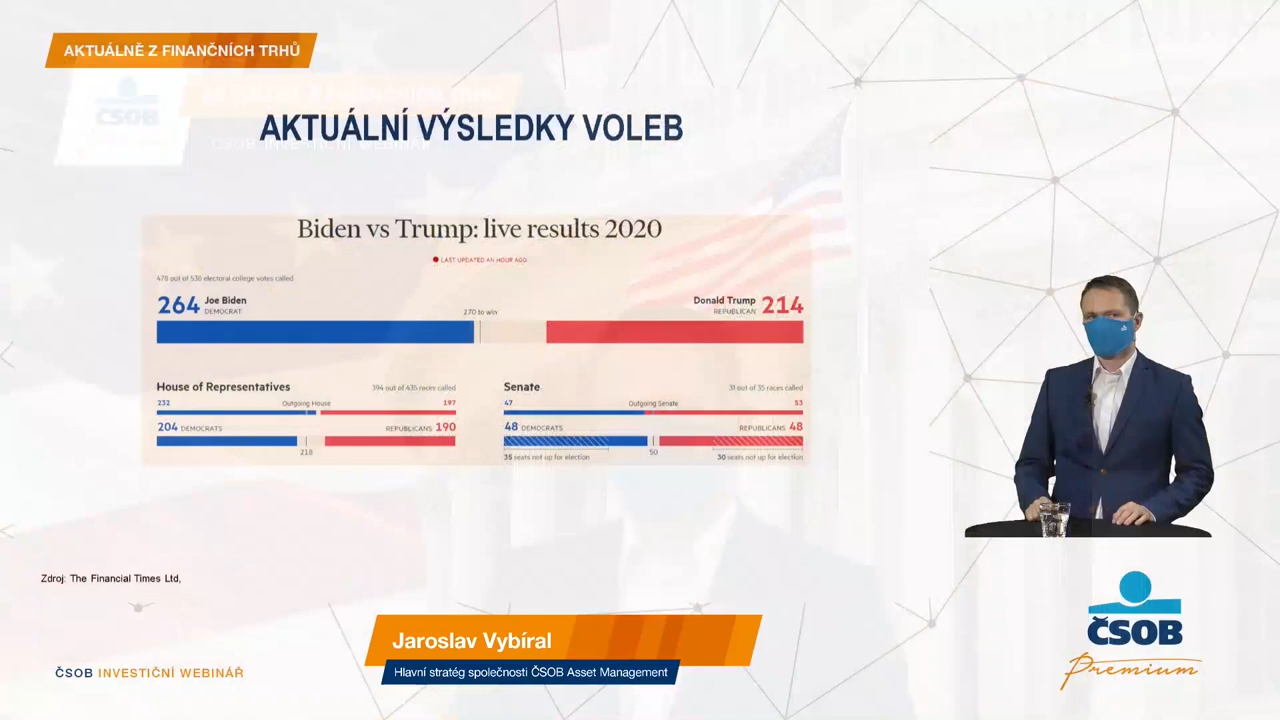 AKTUÁLNĚ Z FINANČNÍCH TRHŮ
ČSOB
ČSOB INVESTIČNÍ WEBINÁŘ
AKTUÁLNÍ VÝSLEDKY VOLEB
Biden vs Trump: live results 2020
LAST UPDATED AN HOUR AGO
478 out of 538 electoral college votes called
264 Joe Biden DEMOCRAT
270 to win
Donald Trump REPUBLICAN 214
House of Representatives 394 out of 435 races called
232 Outgoing House 197
204 DEMOCRATS REPUBLICANS 190
218
Senate 31 out of 35 races called
47 Outgoing Senate 53
48 DEMOCRATS REPUBLICANS 48
50
35 seats not up for election 30 seats not up for election
Zdroj: The Financial Times Ltd,
Jaroslav Vybíral
Hlavní stratég společnosti ČSOB Asset Management
ČSOB INVESTIČNÍ WEBINÁŘ
ČSOB
Premium